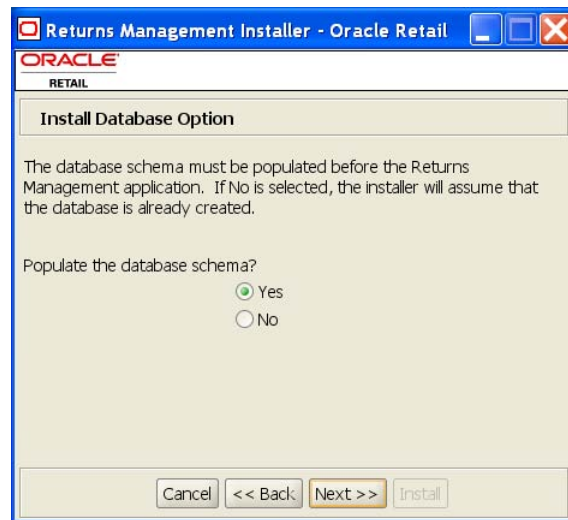 Returns Management Installer - Oracle Retail
ORACLE
RETAIL
Install Database Option
The database schema must be populated before the Returns
Management application. If No is selected, the installer will assume that
the database is already created.
Populate the database schema?
Yes
No
Cancel << Back Next >> Install